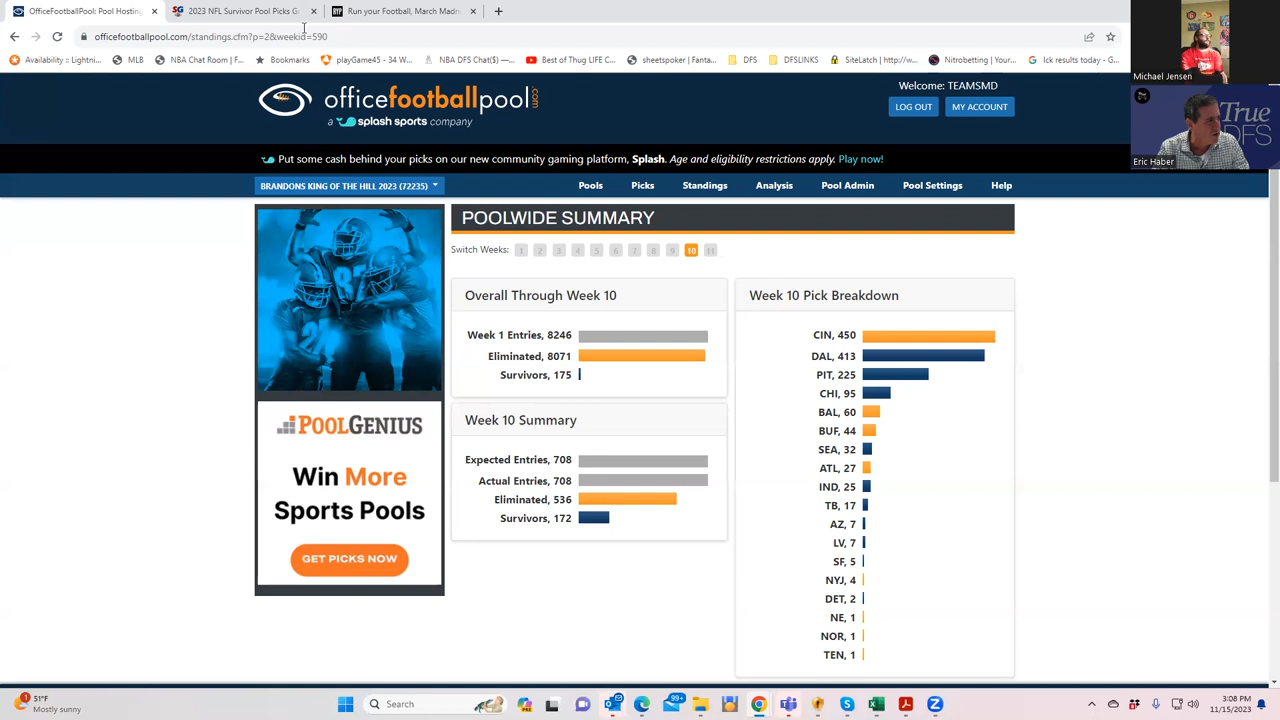 OfficeFootballPool: Pool Hosting
2023 NFL Survivor Pool Picks G
Run your Football, March Madn
officefootballpool.com/standings.cfm?p=2&weekid=590
Availability :: Lightni...
MLB
NBA Chat Room | F
Bookmarks
playGame45 - 34 W...
NBA DFS Chat($) —...
Best of Thug LIFE C...
sheetspoker | Fanta...
DFS
DFSLINKS
SiteLatch | http://w...
Nitrobetting | Your...
lck results today - G...
Michael Jensen
True
DFS
Eric Haber
officefootballpool.com
a splash sports company
Welcome: TEAMSMD
LOG OUT
MY ACCOUNT
Put some cash behind your picks on our new community gaming platform, Splash. Age and eligibility restrictions apply. Play now!
BRANDONS KING OF THE HILL 2023 (72235)
Pools
Picks
Standings
Analysis
Pool Admin
Pool Settings
Help
POOLWIDE SUMMARY
Switch Weeks: 1 2 3 4 5 6 7 8 9 10 11
Overall Through Week 10
Week 1 Entries, 8246
Eliminated, 8071
Survivors, 175
Week 10 Summary
Expected Entries, 708
Actual Entries, 708
Eliminated, 536
Survivors, 172
Week 10 Pick Breakdown
CIN, 450
DAL, 413
PIT, 225
CHI, 95
BAL, 60
BUF, 44
SEA, 32
ATL, 27
IND, 25
TB, 17
AZ, 7
LV, 7
SF, 5
NYJ, 4
DET, 2
NE, 1
NOR, 1
TEN, 1
POOLGENIUS
Win More
Sports Pools
GET PICKS NOW
1
51°F
Mostly sunny
Search
99+
3:08 PM
11/15/2023